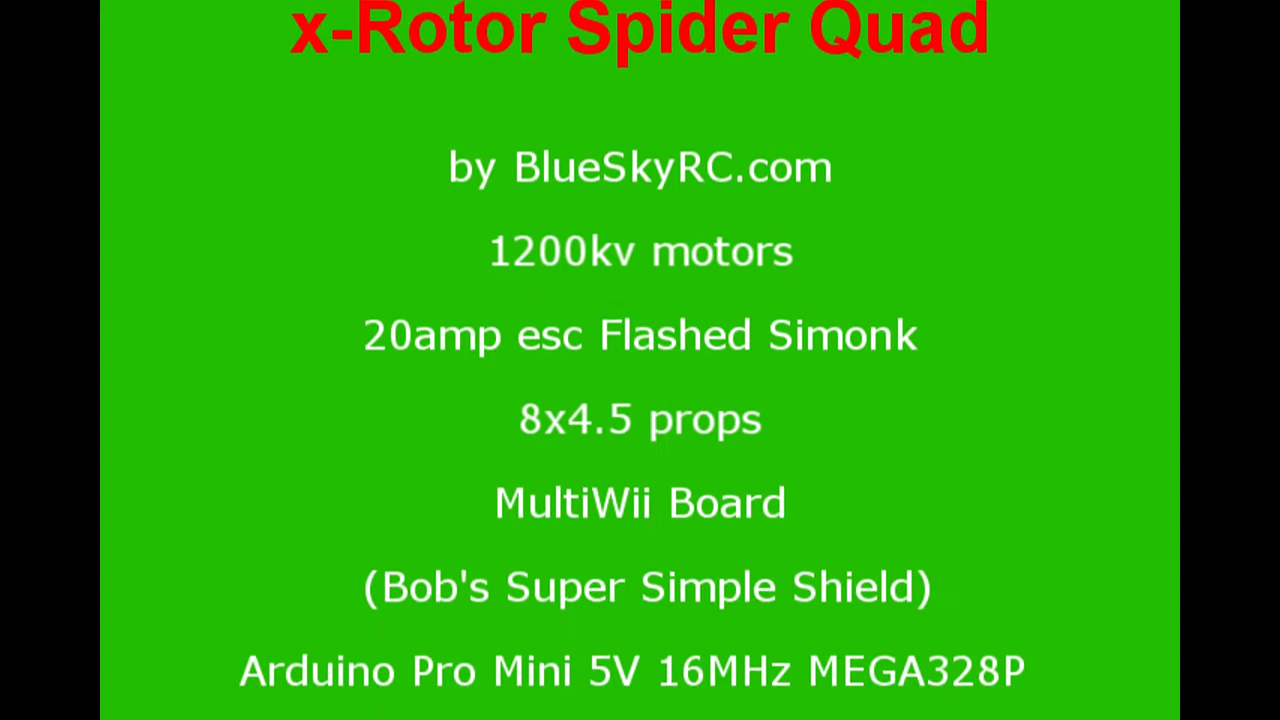 x-Rotor Spider Quad
by BlueSkyRC.com
1200kv motors
20amp esc Flashed Simonk
8x4.5 props
MultiWii Board
(Bob's Super Simple Shield)
Arduino Pro Mini 5V 16MHz MEGA328P